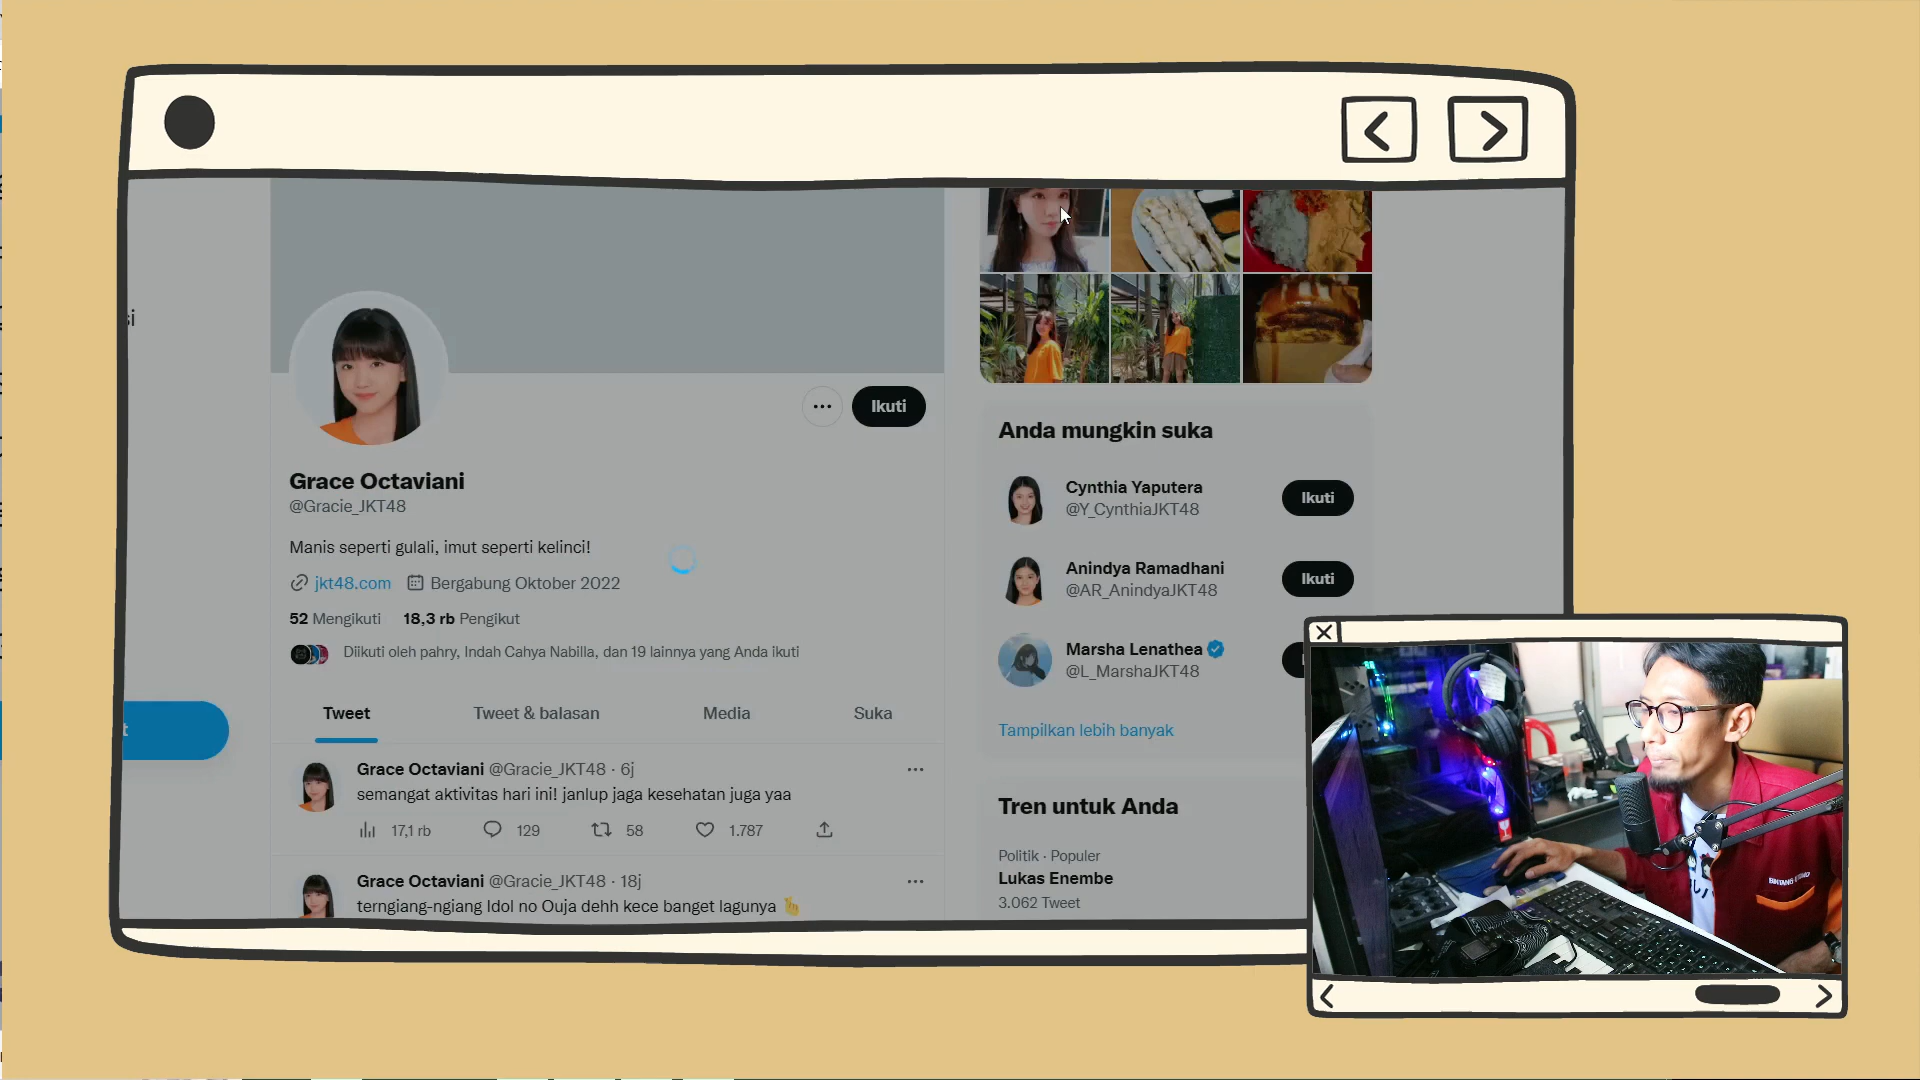 si
Ikuti
Grace Octaviani
@Gracie_JKT48
Manis seperti gulali, imut seperti kelinci!
jkt48.com Bergabung Oktober 2022
52 Mengikuti 18,3 rb Pengikut
Diikuti oleh pahry, Indah Cahya Nabilla, dan 19 lainnya yang Anda ikuti
Tweet Tweet & balasan Media Suka
Grace Octaviani @Gracie_JKT48 · 6j
semangat aktivitas hari ini! janlup jaga kesehatan juga yaa
17,1 rb 129 58 1.787
Grace Octaviani @Gracie_JKT48 · 18j
terngiang-ngiang Idol no Ouja dehh kece banget lagunya
Anda mungkin suka
Cynthia Yaputera
@Y_CynthiaJKT48
Ikuti
Anindya Ramadhani
@AR_AnindyaJKT48
Ikuti
Marsha Lenathea
@L_MarshaJKT48
Tampilkan lebih banyak
Tren untuk Anda
Politik · Populer
Lukas Enembe
3.062 Tweet